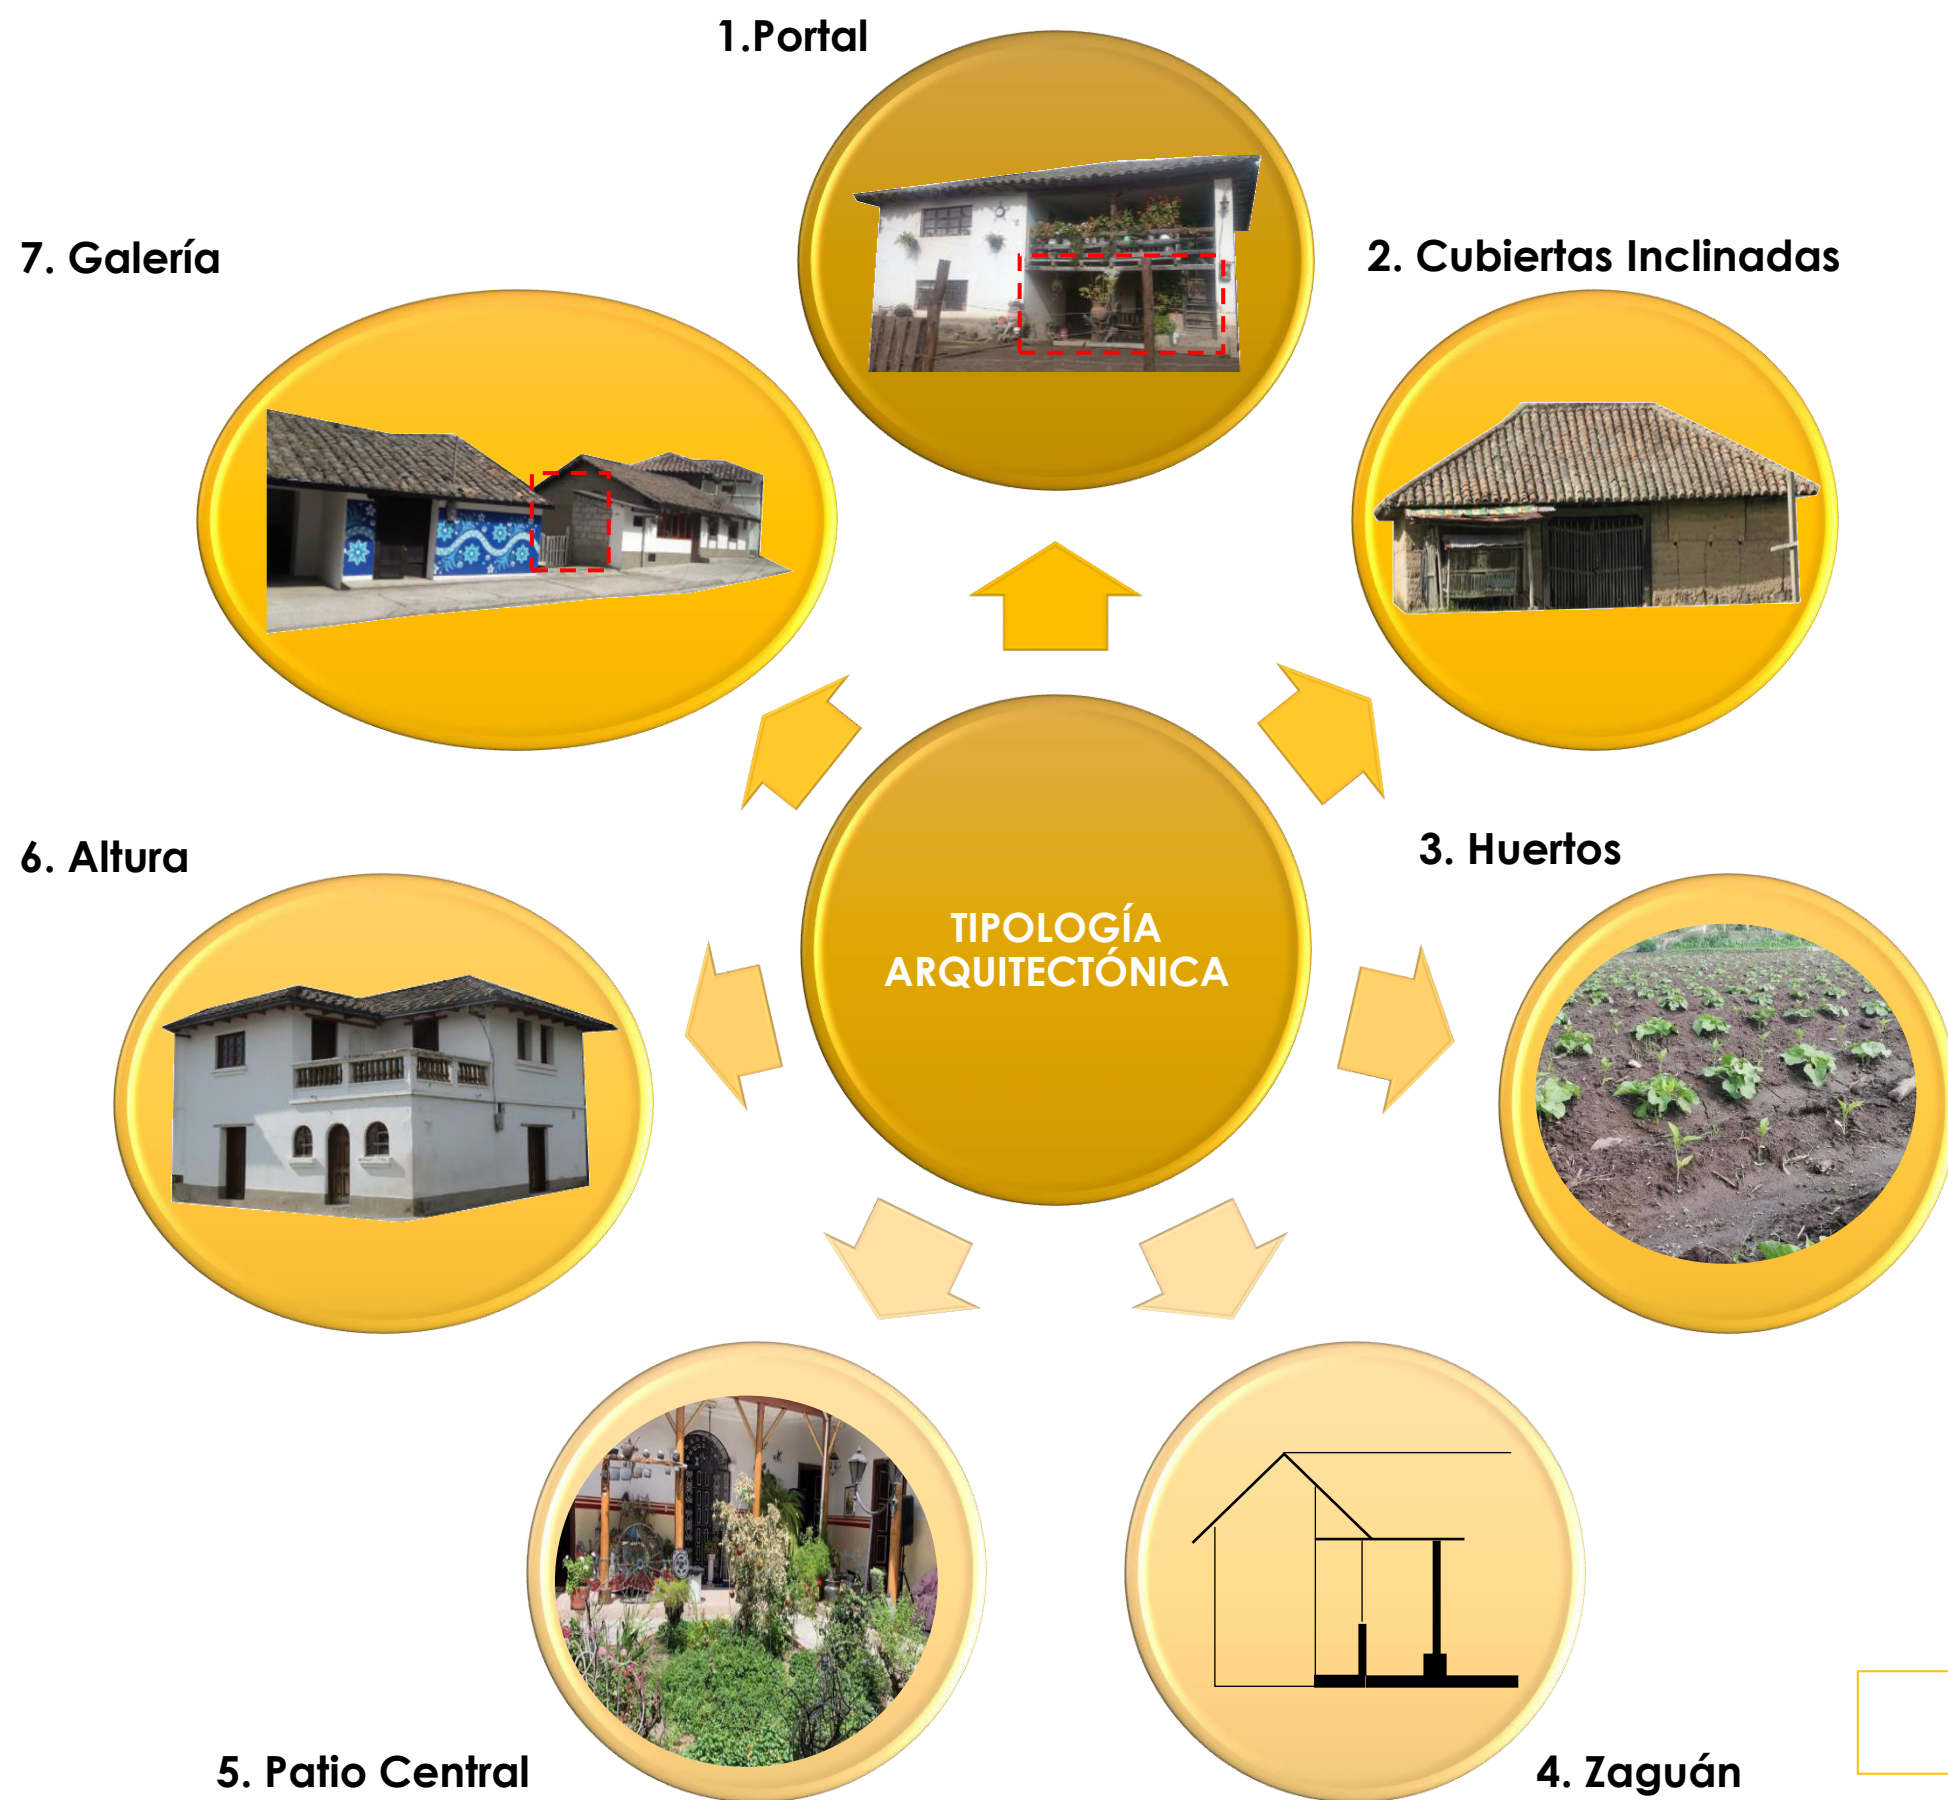 1.Portal
2. Cubiertas Inclinadas
3. Huertos
4. Zaguán
5. Patio Central
6. Altura
7. Galería
TIPOLOGÍA
ARQUITECTÓNICA